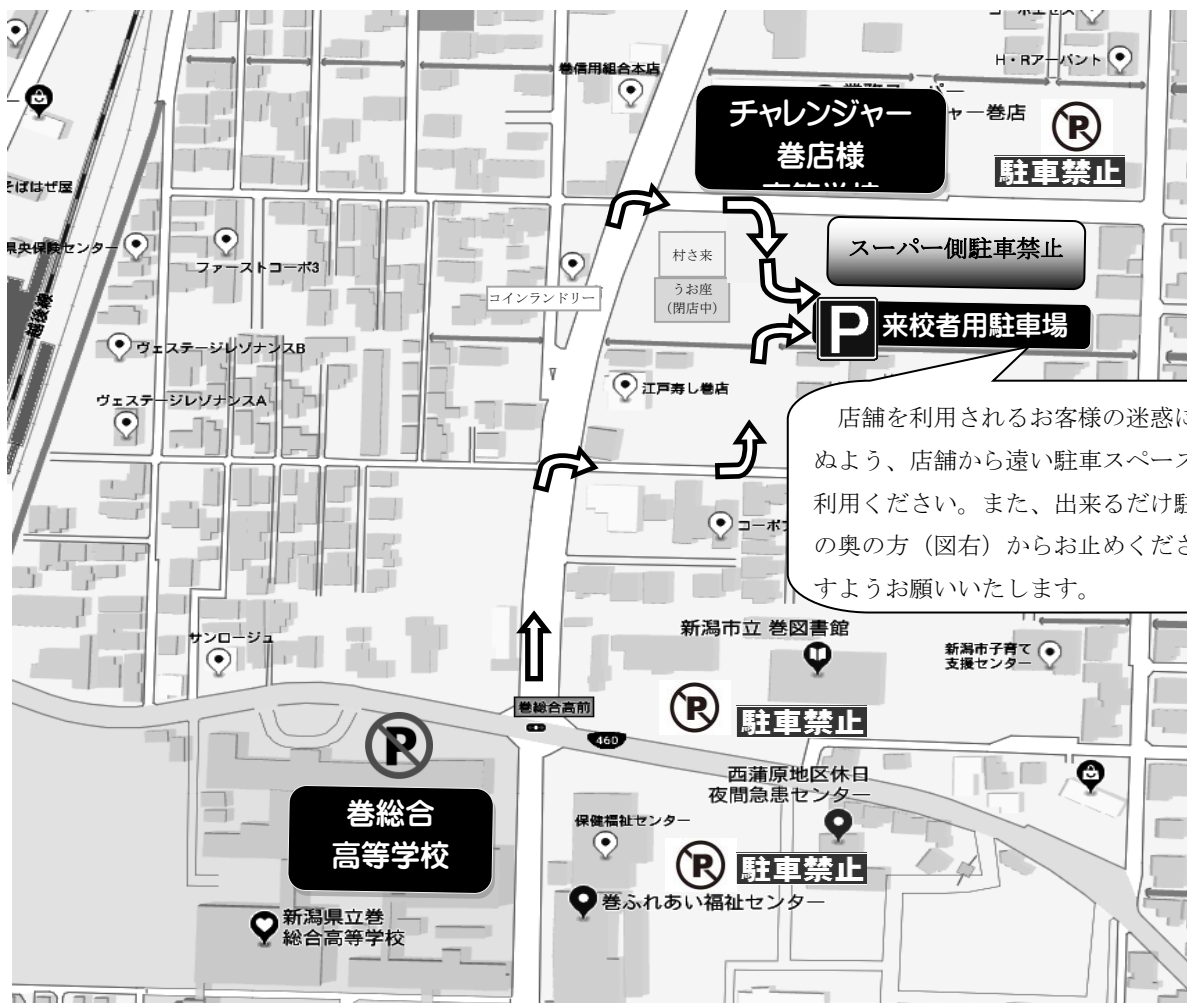 コーポエセス
H・Rアーバント
巻信用組合本店
チャレンジャー
巻店様
ャー巻店
駐車禁止
そばはぜ屋
県央保険センター
ファーストコーポ3
村さ来
うお座
(閉店中)
スーパー側駐車禁止
コインランドリー
越後線
P 来校者用駐車場
ヴェステージレゾナンスB
江戸寿し巻店
ヴェステージレゾナンスA
店舗を利用されるお客様の迷惑に
ぬよう、店舗から遠い駐車スペース
利用ください。また、出来るだけ駐
の奥の方（図右）からお止めくださ
すようお願いいたします。
コーポ
新潟市立 巻図書館
サンロージュ
新潟市子育て
支援センター
巻総合高前
P
駐車禁止
460
P
西蒲原地区休日
夜間急患センター
巻総合
高等学校
保健福祉センター
P
駐車禁止
巻ふれあい福祉センター
新潟県立巻
総合高等学校